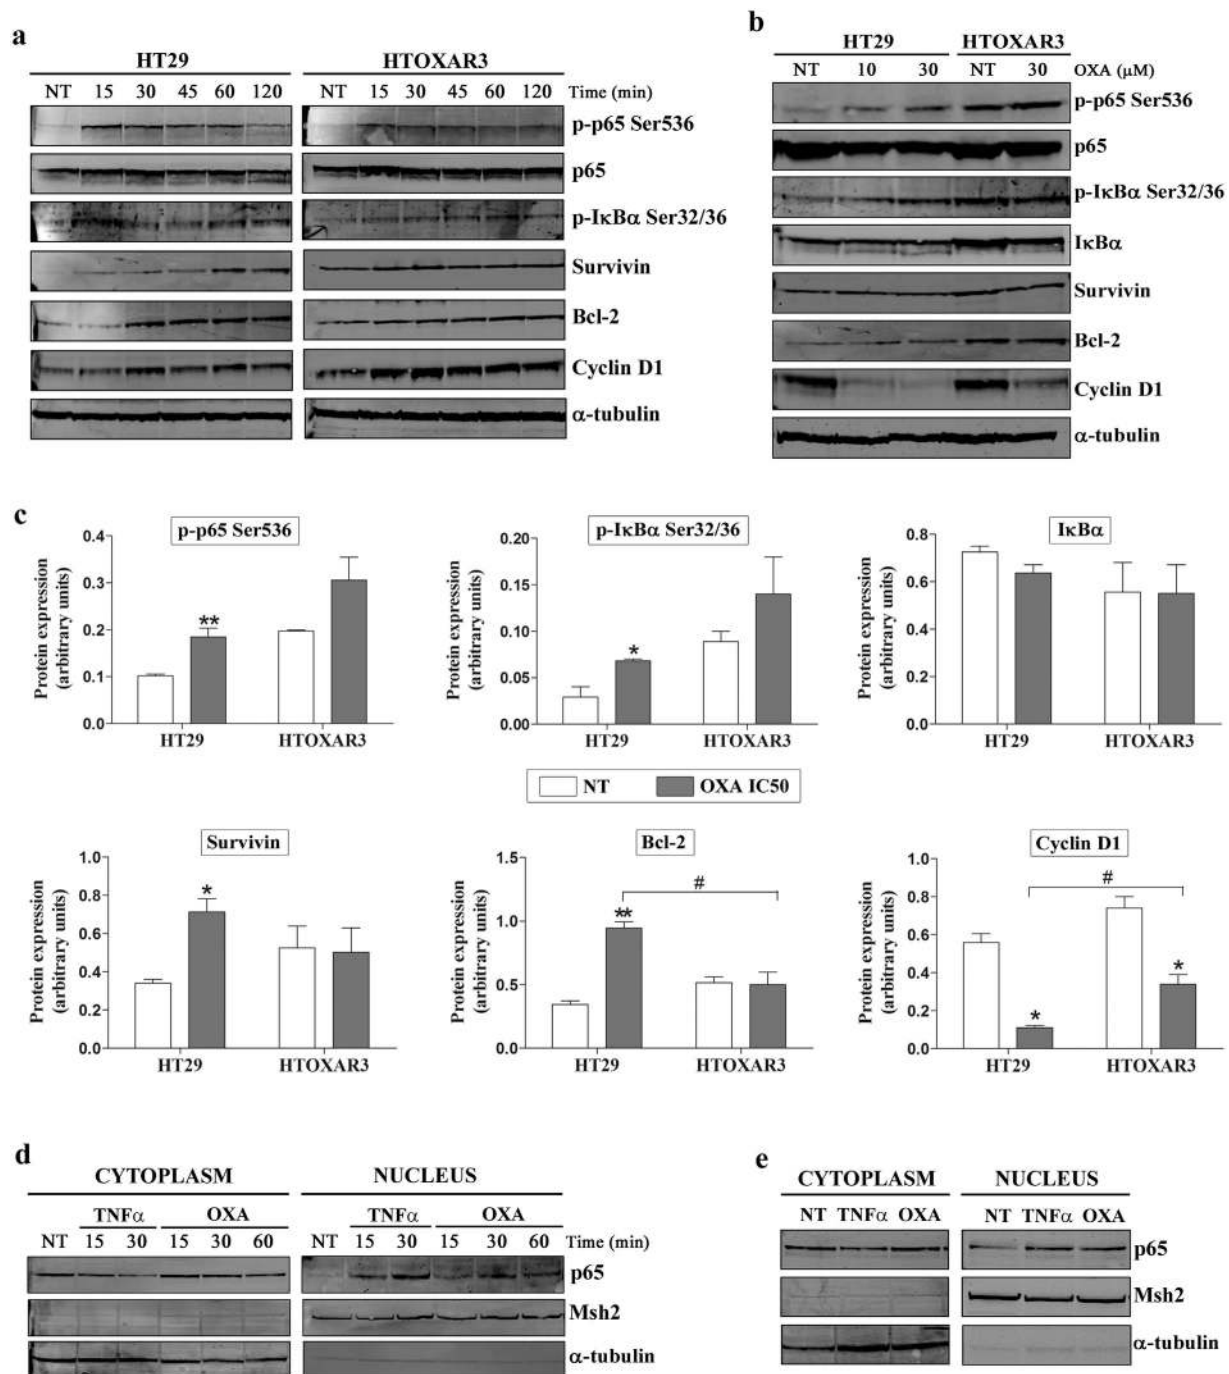 a
HT29 HTOXAR3
NT 15 30 45 60 120 NT 15 30 45 60 120 Time (min)
p-p65 Ser536
p65
p-IκBα Ser32/36
Survivin
Bcl-2
Cyclin D1
α-tubulin
b
HT29 HTOXAR3
NT 10 30 NT 30 OXA (µM)
p-p65 Ser536
p65
p-IκBα Ser32/36
IκBα
Survivin
Bcl-2
Cyclin D1
α-tubulin
c
p-p65 Ser536
Protein expression
(arbitrary units)
0.4
0.3
0.2
0.1
0.0
**
HT29 HTOXAR3
p-IκBα Ser32/36
Protein expression
(arbitrary units)
0.20
0.15
0.10
0.05
0.00
*
HT29 HTOXAR3
IκBα
Protein expression
(arbitrary units)
0.8
0.6
0.4
0.2
0.0
HT29 HTOXAR3
NT OXA IC50
Survivin
Protein expression
(arbitrary units)
1.0
0.8
0.6
0.4
0.2
0.0
*
HT29 HTOXAR3
Bcl-2
Protein expression
(arbitrary units)
1.5
1.0
0.5
0.0
#
**
HT29 HTOXAR3
Cyclin D1
Protein expression
(arbitrary units)
1.0
0.8
0.6
0.4
0.2
0.0
#
*
*
HT29 HTOXAR3
d
CYTOPLASM NUCLEUS
TNFα OXA TNFα OXA
NT 15 30 15 30 60 NT 15 30 15 30 60 Time (min)
p65
Msh2
α-tubulin
e
CYTOPLASM NUCLEUS
NT TNFα OXA NT TNFα OXA
p65
Msh2
α-tubulin